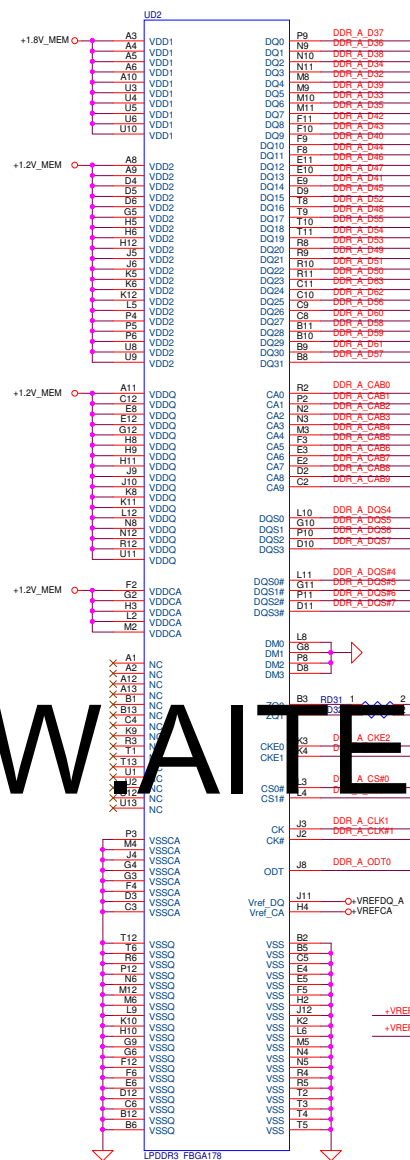 UD2
+1.8V_MEM
A3 VDD1
A4 VDD1
A5 VDD1
A6 VDD1
A10 VDD1
U3 VDD1
U4 VDD1
U5 VDD1
U6 VDD1
U10 VDD1
+1.2V_MEM
A8 VDD2
A9 VDD2
D4 VDD2
D5 VDD2
D6 VDD2
G5 VDD2
H5 VDD2
H6 VDD2
H12 VDD2
J5 VDD2
J6 VDD2
K5 VDD2
K6 VDD2
K12 VDD2
L5 VDD2
P4 VDD2
P5 VDD2
P6 VDD2
U8 VDD2
U9 VDD2
+1.2V_MEM
A11 VDDQ
C12 VDDQ
E8 VDDQ
E12 VDDQ
G12 VDDQ
H8 VDDQ
H9 VDDQ
H11 VDDQ
J9 VDDQ
J10 VDDQ
K8 VDDQ
K11 VDDQ
L12 VDDQ
N8 VDDQ
N12 VDDQ
R12 VDDQ
U11 VDDQ
+1.2V_MEM
F2 VDDCA
G2 VDDCA
H3 VDDCA
L2 VDDCA
M2 VDDCA
A1 NC
A2 NC
A12 NC
A13 NC
B1 NC
B13 NC
C4 NC
K9 NC
R3 NC
T1 NC
T13 NC
U1 NC
U2 NC
U12 NC
U13 NC
P3 VSSCA
M4 VSSCA
J4 VSSCA
G4 VSSCA
G3 VSSCA
F4 VSSCA
D3 VSSCA
C3 VSSCA
T12 VSSQ
T6 VSSQ
R6 VSSQ
P12 VSSQ
N6 VSSQ
M12 VSSQ
M6 VSSQ
L9 VSSQ
K10 VSSQ
H10 VSSQ
G9 VSSQ
G6 VSSQ
F12 VSSQ
F6 VSSQ
E6 VSSQ
D12 VSSQ
C6 VSSQ
B12 VSSQ
B6 VSSQ
DQ0 P9 DDR_A_D37
DQ1 N9 DDR_A_D36
DQ2 N10 DDR_A_D38
DQ3 N11 DDR_A_D34
DQ4 M8 DDR_A_D32
DQ5 M9 DDR_A_D39
DQ6 M10 DDR_A_D33
DQ7 M11 DDR_A_D35
DQ8 F11 DDR_A_D42
DQ9 F10 DDR_A_D43
DQ10 F9 DDR_A_D40
DQ11 F8 DDR_A_D44
DQ12 E11 DDR_A_D46
DQ13 E10 DDR_A_D47
DQ14 E9 DDR_A_D41
DQ15 D9 DDR_A_D45
DQ16 T8 DDR_A_D52
DQ17 T9 DDR_A_D48
DQ18 T10 DDR_A_D55
DQ19 T11 DDR_A_D54
DQ20 R8 DDR_A_D53
DQ21 R9 DDR_A_D49
DQ22 R10 DDR_A_D51
DQ23 R11 DDR_A_D50
DQ24 C11 DDR_A_D63
DQ25 C10 DDR_A_D62
DQ26 C9 DDR_A_D56
DQ27 C8 DDR_A_D60
DQ28 B11 DDR_A_D58
DQ29 B10 DDR_A_D59
DQ30 B9 DDR_A_D61
DQ31 B8 DDR_A_D57
CA0 R2 DDR_A_CAB0
CA1 P2 DDR_A_CAB1
CA2 N2 DDR_A_CAB2
CA3 N3 DDR_A_CAB3
CA4 M3 DDR_A_CAB4
CA5 F3 DDR_A_CAB5
CA6 E3 DDR_A_CAB6
CA7 E2 DDR_A_CAB7
CA8 D2 DDR_A_CAB8
CA9 C2 DDR_A_CAB9
DQS0 L10 DDR_A_DQS4
DQS1 G10 DDR_A_DQS5
DQS2 P10 DDR_A_DQS6
DQS3 D10 DDR_A_DQS7
DQS0# L11 DDR_A_DQS#4
DQS1# G11 DDR_A_DQS#5
DQS2# P11 DDR_A_DQS#6
DQS3# D11 DDR_A_DQS#7
DM0 L8
DM1 G8
DM2 P8
DM3 D8
ZQ0 B3 RD31 1 2
ZQ1
W.AITE
CKE0 K3 DDR_A_CKE2
CKE1 K4
CS0# L3 DDR_A_CS#0
CS1# L4
CK J3 DDR_A_CLK1
CK# J2 DDR_A_CLK#1
ODT J8 DDR_A_ODT0
Vref_DQ J11 +VREFDQ_A
Vref_CA H4 +VREFCA
VSS B2
VSS B5
VSS C5
VSS E4
VSS E5
VSS F5
VSS H2
VSS J12
VSS K2
VSS L6
VSS M5
VSS N4
VSS N5
VSS R4
VSS R5
VSS T2
VSS T3
VSS T4
VSS T5
+VREF
+VREF
LPDDR3_FBGA178